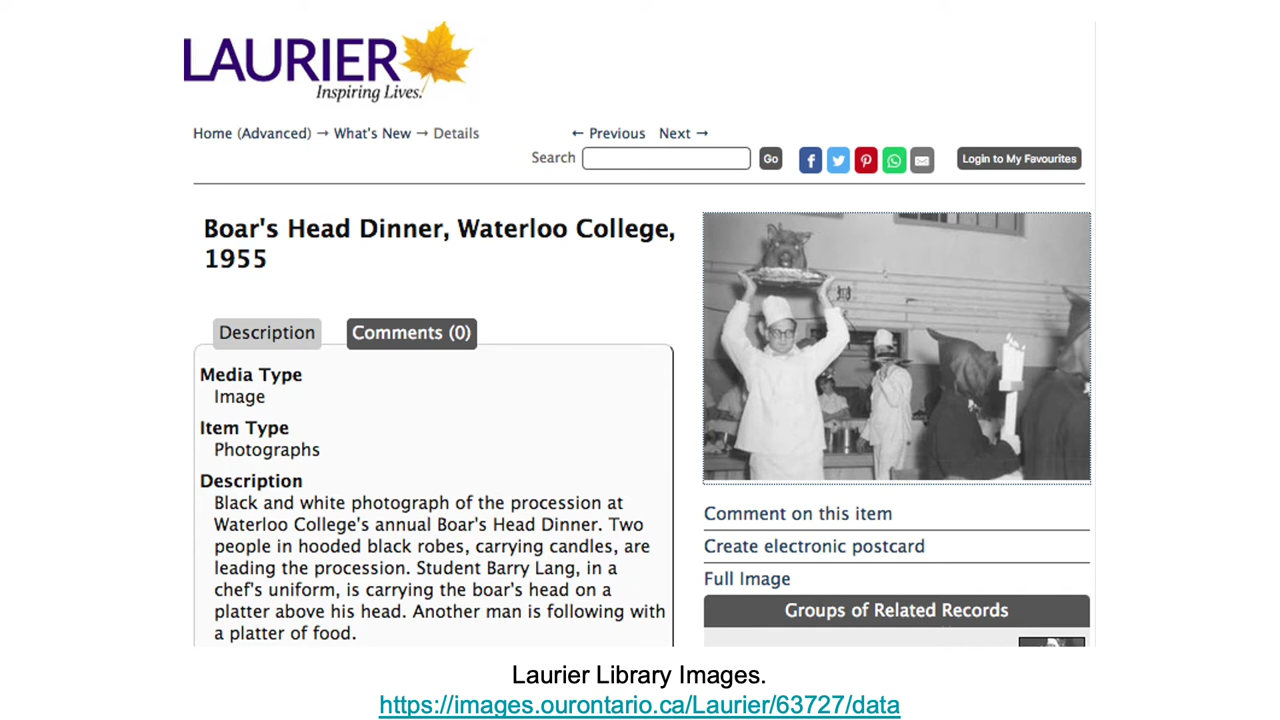 LAURIER
Inspiring Lives.
Home (Advanced) → What's New → Details
← Previous Next →
Search Go Login to My Favourites
Boar's Head Dinner, Waterloo College,
1955
Description Comments (0)
Media Type
Image
Item Type
Photographs
Description
Black and white photograph of the procession at
Waterloo College's annual Boar's Head Dinner. Two
people in hooded black robes, carrying candles, are
leading the procession. Student Barry Lang, in a
chef's uniform, is carrying the boar's head on a
platter above his head. Another man is following with
a platter of food.
Comment on this item
Create electronic postcard
Full Image
Groups of Related Records
Laurier Library Images.
https://images.ourontario.ca/Laurier/63727/data